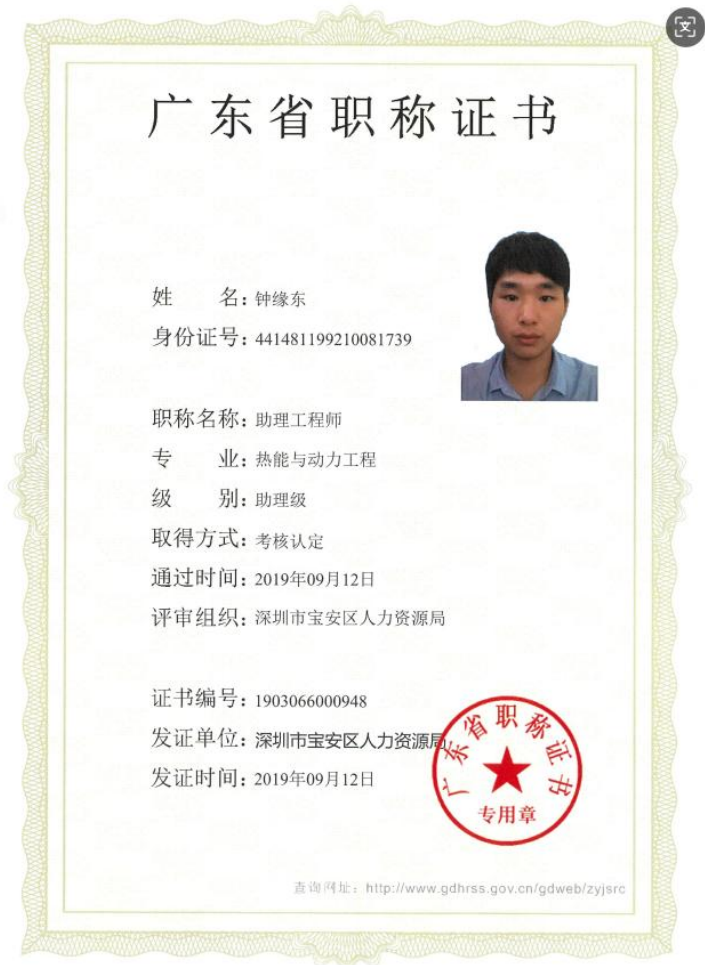 广东省职称证书
姓 名：钟缘东
身份证号：441481199210081739
职称名称：助理工程师
专 业：热能与动力工程
级 别：助理级
取得方式：考核认定
通过时间：2019年09月12日
评审组织：深圳市宝安区人力资源局
证书编号：1903066000948
发证单位：深圳市宝安区人力资源局
发证时间：2019年09月12日
广东省职称证书
专用章
查询网址：http://www.gdhrss.gov.cn/gdweb/zyjsrc